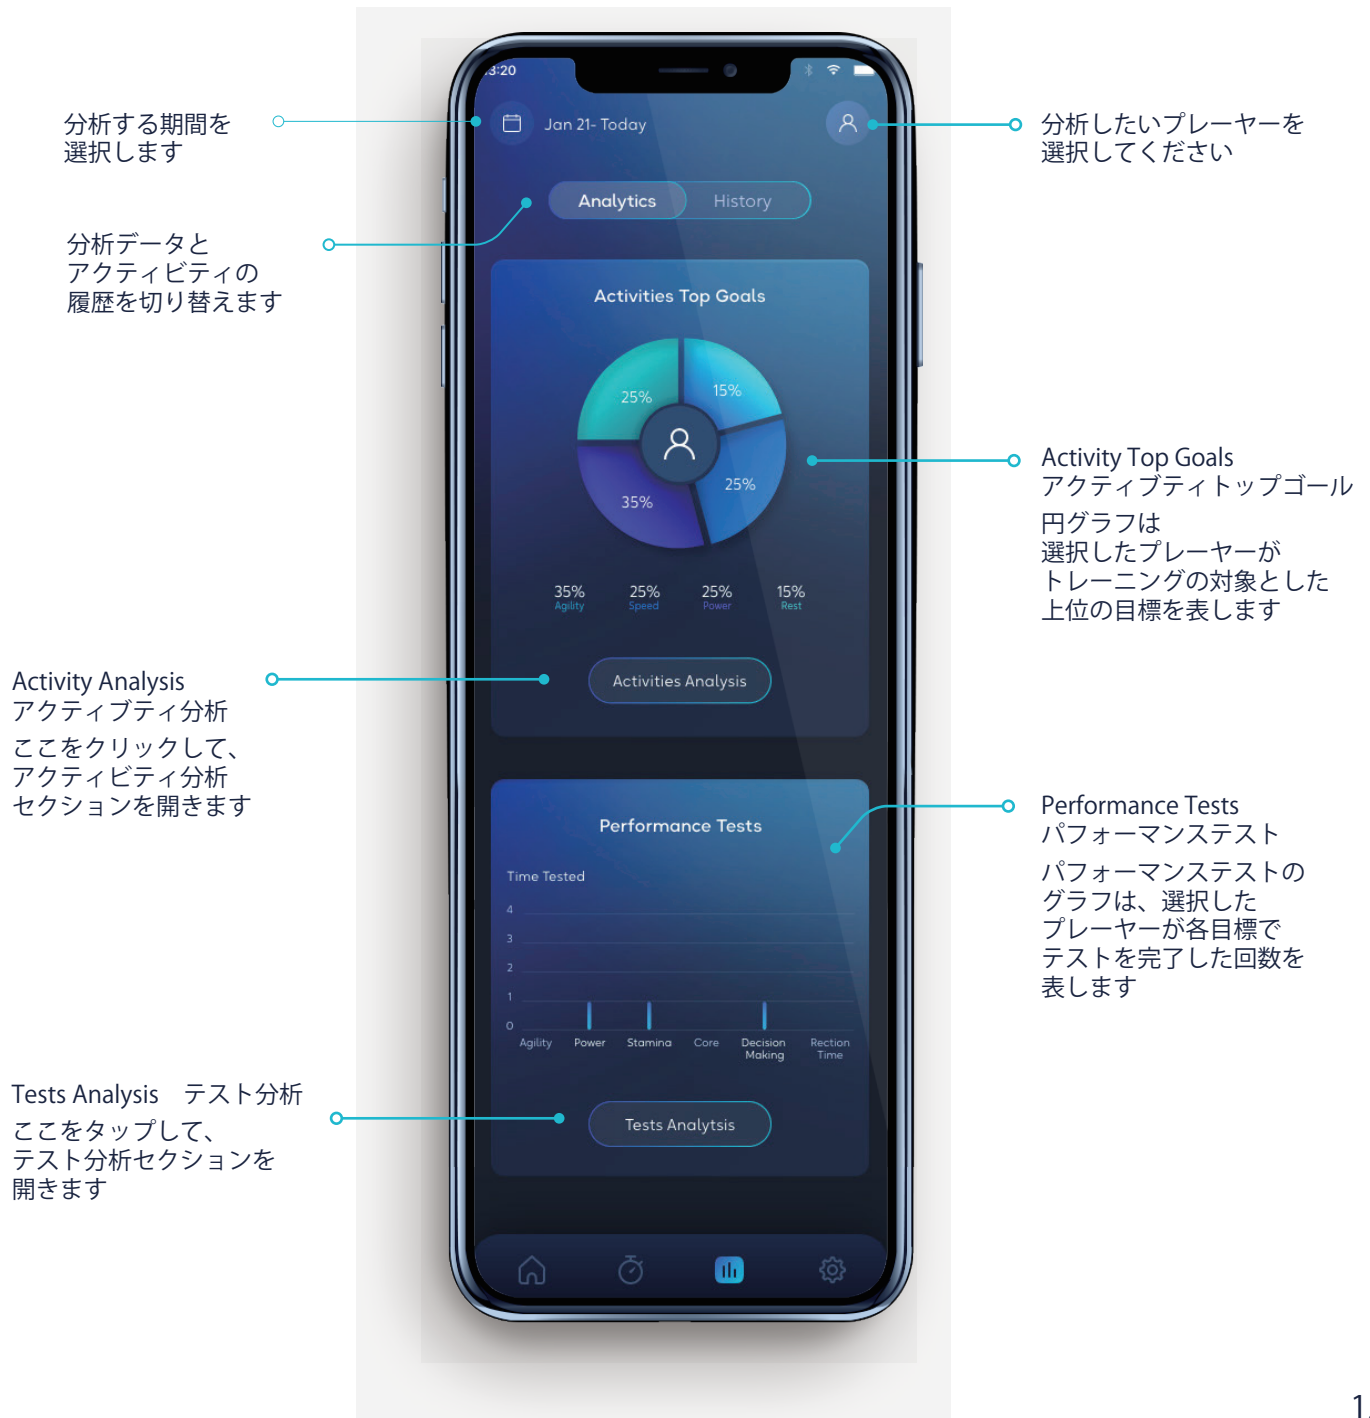 分析する期間を
選択します
分析データと
アクティビティの
履歴を切り替えます
Activity Analysis
アクティブティ分析
ここをクリックして、
アクティビティ分析
セクションを開きます
Tests Analysis　テスト分析
ここをタップして、
テスト分析セクションを
開きます
3:20
Jan 21- Today
Analytics
History
Activities Top Goals
25%
15%
35%
25%
35%
Agility
25%
Speed
25%
Power
15%
Rest
Activities Analysis
Performance Tests
Time Tested
4
3
2
1
0
Agility
Power
Stamina
Core
Decision
Making
Rection
Time
Tests Analytsis
分析したいプレーヤーを
選択してください
Activity Top Goals
アクティブティトップゴール
円グラフは
選択したプレーヤーが
トレーニングの対象とした
上位の目標を表します
Performance Tests
パフォーマンステスト
パフォーマンステストの
グラフは、選択した
プレーヤーが各目標で
テストを完了した回数を
表します